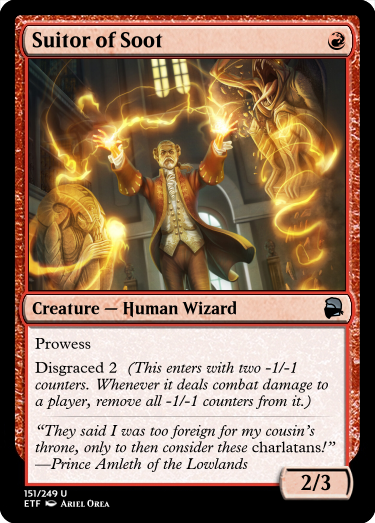 Suitor of Soot
Creature — Human Wizard
Prowess
Disgraced 2 (This enters with two -1/-1
counters. Whenever it deals combat damage to
a player, remove all -1/-1 counters from it.)
“They said I was too foreign for my cousin’s
throne, only to then consider these charlatans!”
—Prince Amleth of the Lowlands
2/3
151/249 U
ETF ARIEL OREA